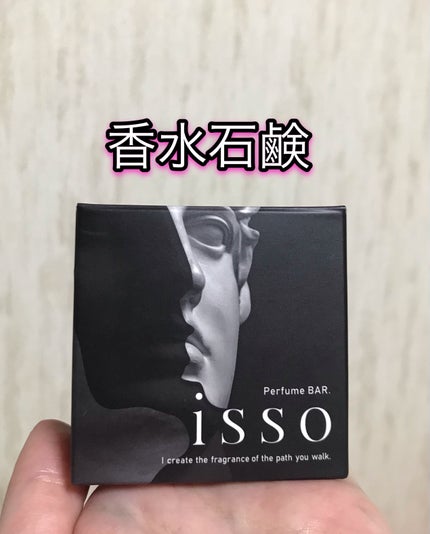 香水石鹸
Perfume BAR.
isso
I create the fragrance of the path you walk.